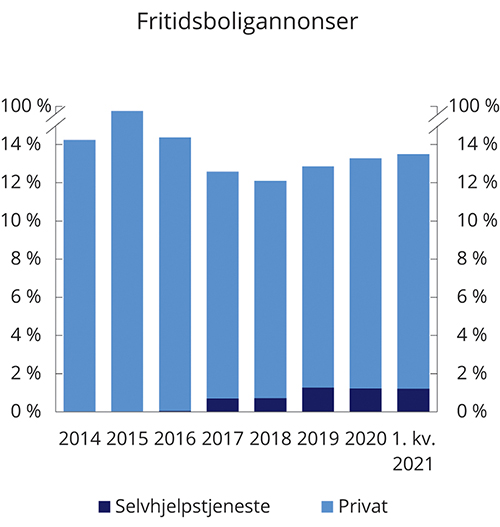 Fritidsboligannonser
100 % 100 %
14 % 14 %
12 % 12 %
10 % 10 %
8 % 8 %
6 % 6 %
4 % 4 %
2 % 2 %
0 % 0 %
2014 2015 2016 2017 2018 2019 2020 1. kv.
2021
Selvhjelpstjeneste Privat